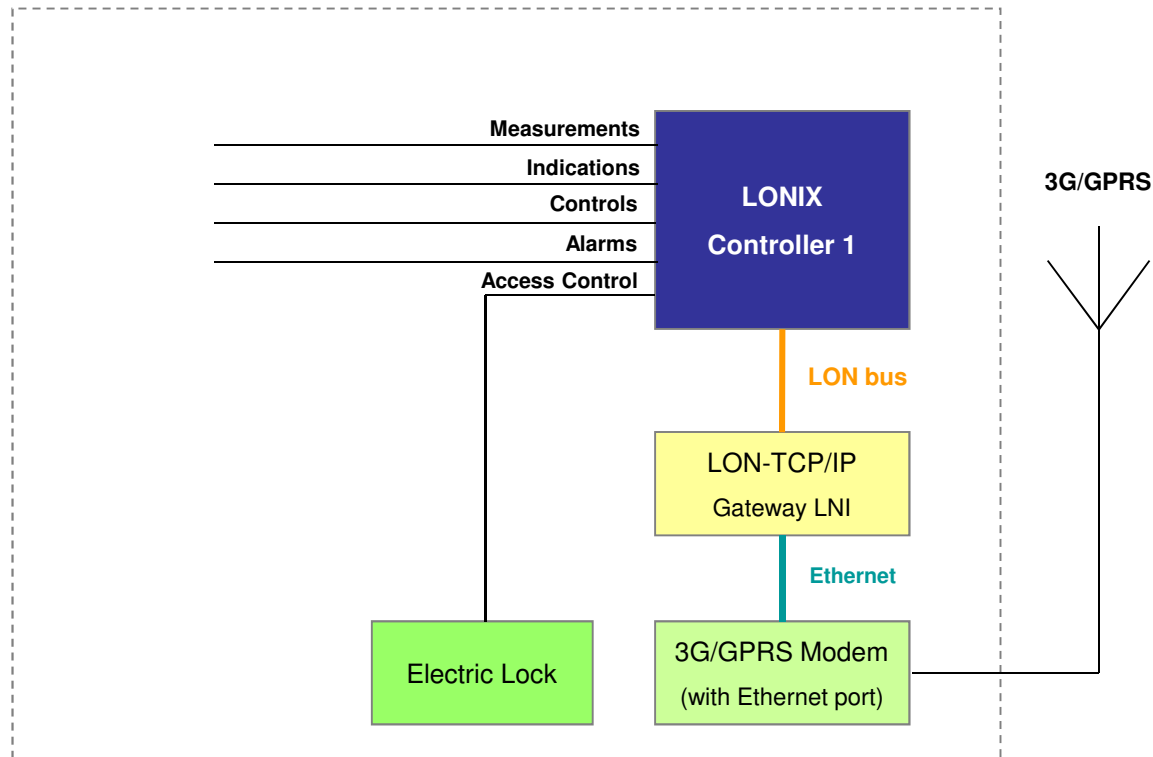 Measurements
Indications
Controls
Alarms
Access Control
LONIX
Controller 1
3G/GPRS
LON bus
LON-TCP/IP
Gateway LNI
Ethernet
Electric Lock
3G/GPRS Modem
(with Ethernet port)